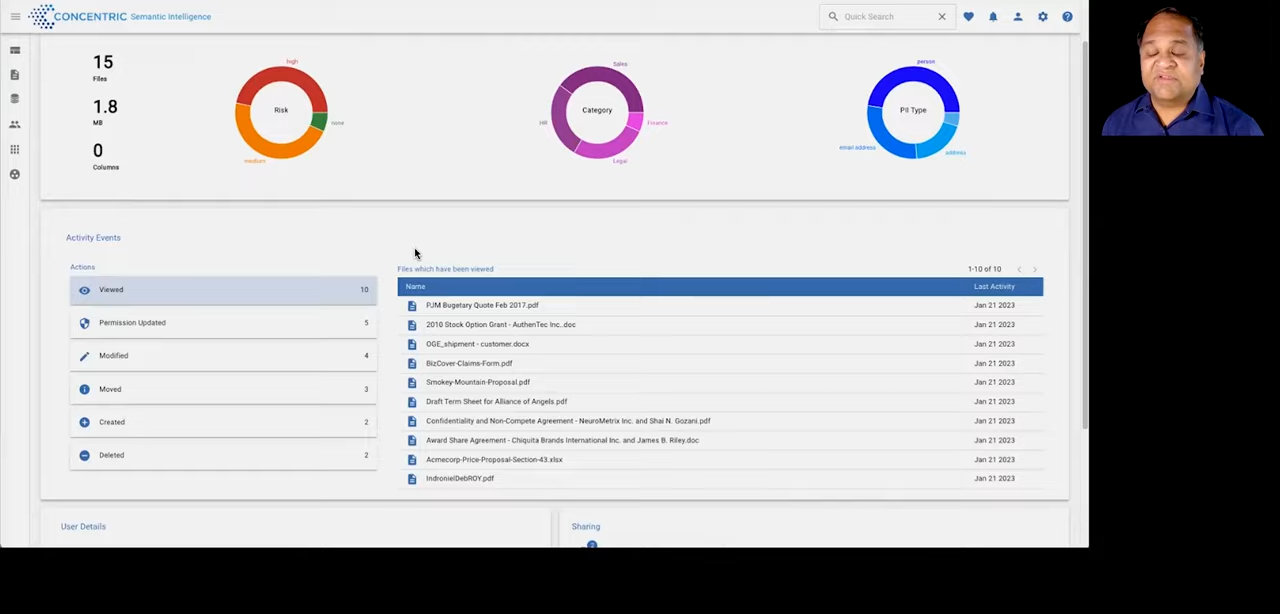 CONCENTRIC Semantic Intelligence
Quick Search
15
Files
1.8
MB
0
Columns
high
Risk
none
medium
Sales
HR
Category
Finance
Legal
person
PII Type
email address
address
Activity Events
Actions
Viewed 10
Permission Updated 5
Modified 4
Moved 3
Created 2
Deleted 2
Files which have been viewed 1-10 of 10
Name Last Activity
PJM Bugetary Quote Feb 2017.pdf Jan 21 2023
2010 Stock Option Grant - AuthenTec Inc..doc Jan 21 2023
OGE_shipment - customer.docx Jan 21 2023
BizCover-Claims-Form.pdf Jan 21 2023
Smokey-Mountain-Proposal.pdf Jan 21 2023
Draft Term Sheet for Alliance of Angels.pdf Jan 21 2023
Confidentiality and Non-Compete Agreement - NeuroMetrix Inc. and Shai N. Gozani.pdf Jan 21 2023
Award Share Agreement - Chiquita Brands International Inc. and James B. Riley.doc Jan 21 2023
Acmecorp-Price-Proposal-Section-43.xlsx Jan 21 2023
IndronielDebROY.pdf Jan 21 2023
User Details
Sharing